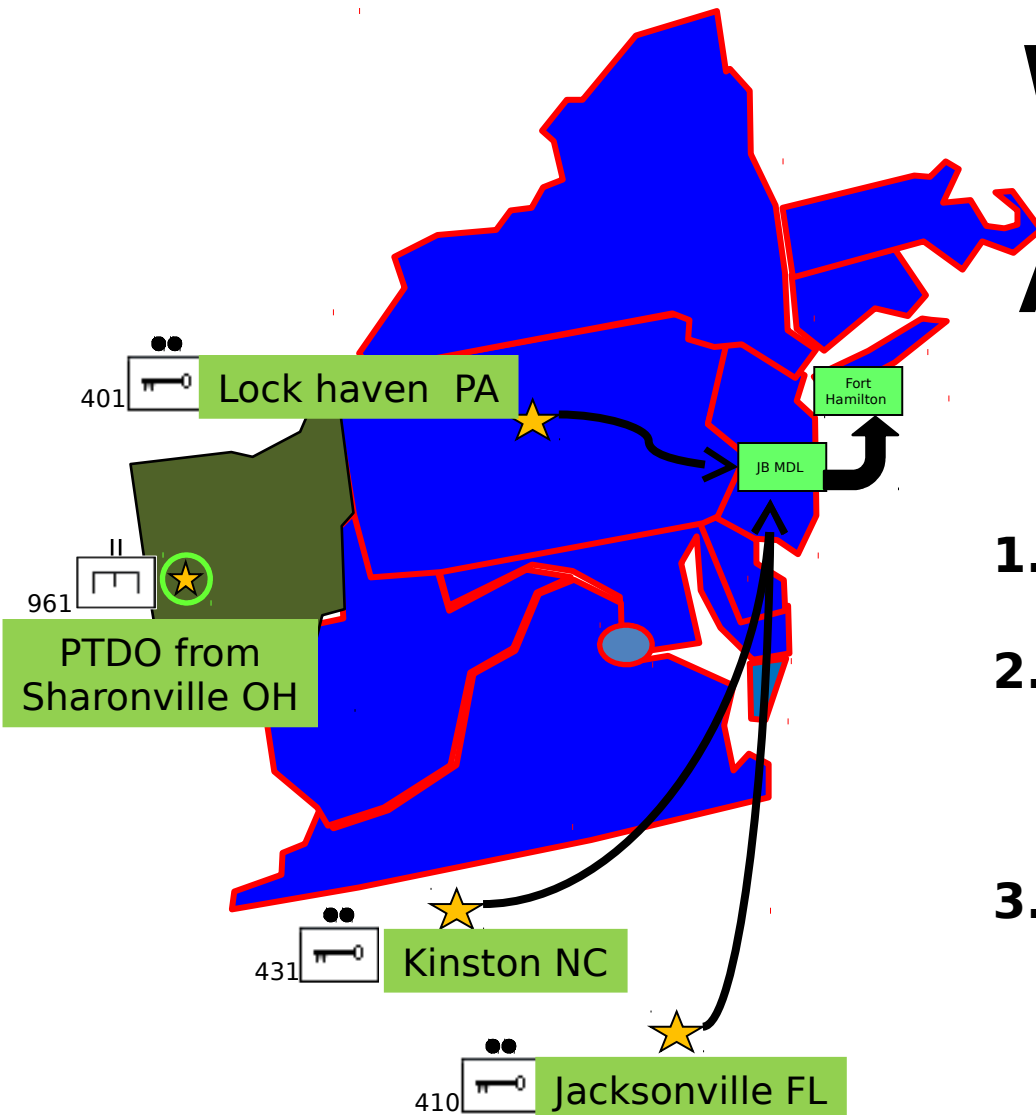 Fort
Hamilton
401
Lock haven  PA
JB MDL
II
1.
961
PTDO from
Sharonville OH
2.
3.
431
Kinston NC
410
Jacksonville FL